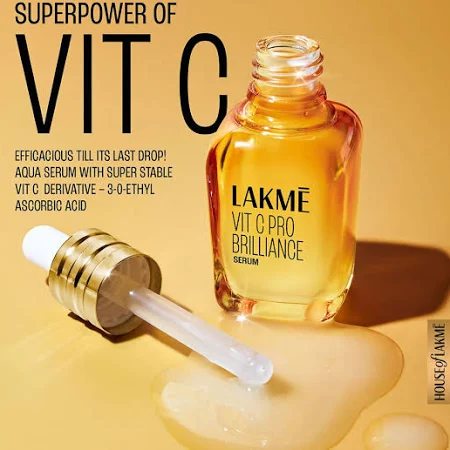 SUPERPOWER OF
VIT C
EFFICACIOUS TILL ITS LAST DROP!
AQUA SERUM WITH SUPER STABLE
VIT C DERIVATIVE – 3-0-ETHYL
ASCORBIC ACID
LAKMĒ
VIT C PRO
BRILLIANCE
SERUM
HOUSE of LAKMĒ